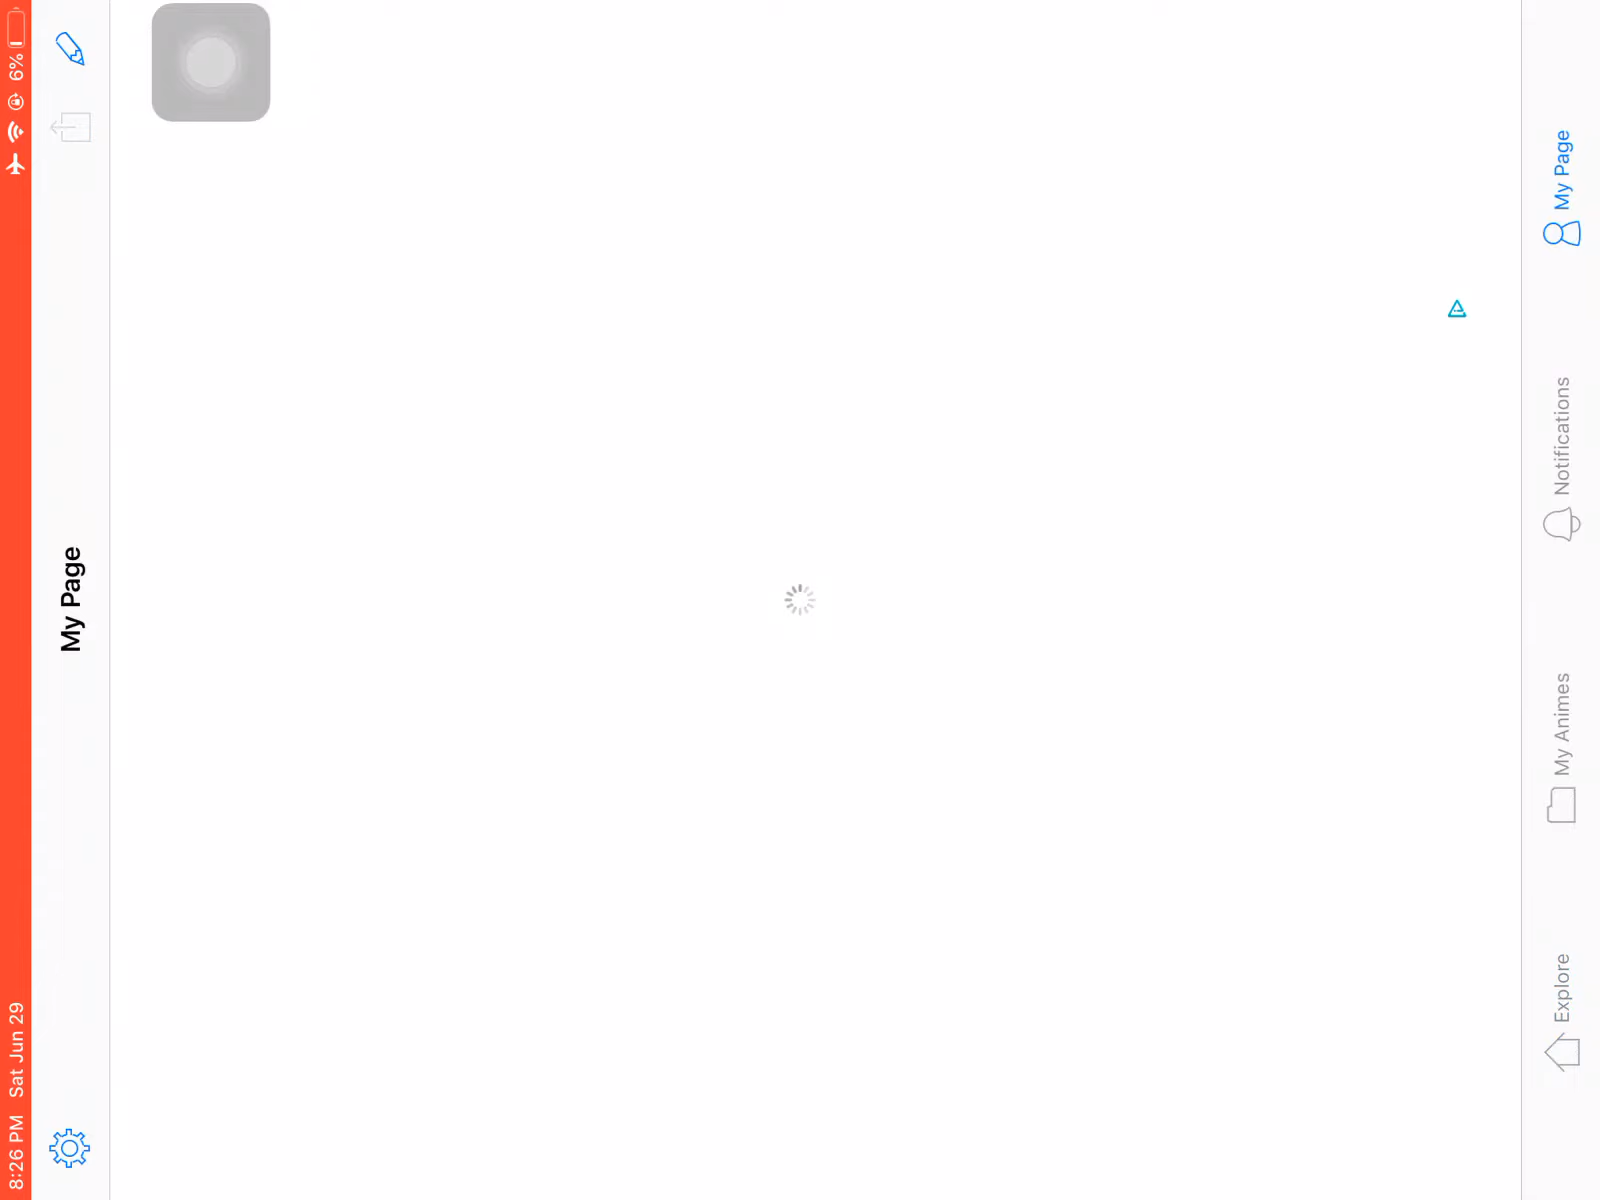 8:26 PM Sat Jun 29
6%
My Page
Explore
My Animes
Notifications
My Page